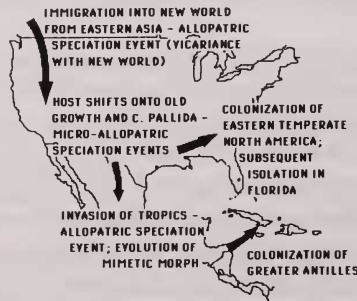 IMMIGRATION INTO NEW WORLD
FROM EASTERN ASIA - ALLOPATRIC
SPECIATION EVENT (VICARIANCE
WITH NEW WORLD)
HOST SHIFTS ONTO OLD
GROWTH AND C. PALLIDA -
MICRO-ALLOPATRIC
SPECIATION EVENTS
COLONIZATION OF
EASTERN TEMPERATE
NORTH AMERICA;
SUBSEQUENT
ISOLATION IN
FLORIDA
INVASION OF TROPICS -
ALLOPATRIC SPECIATION
EVENT; EVOLUTION OF
MIMETIC MORPH
COLONIZATION OF
GREATER ANTILLES